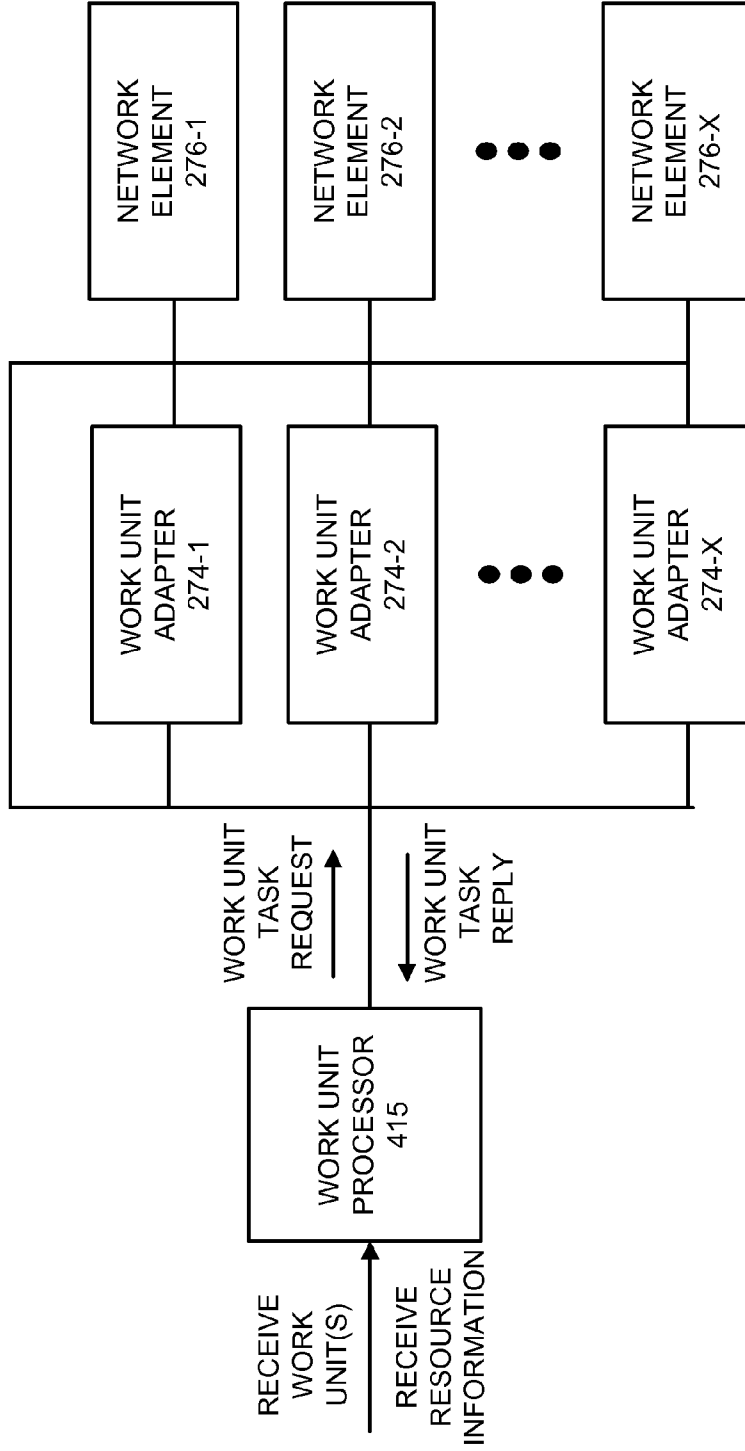 RECEIVE
WORK
UNIT(S)
RECEIVE
RESOURCE
INFORMATION
WORK UNIT
PROCESSOR
415
WORK UNIT
TASK
REQUEST
WORK UNIT
TASK
REPLY
WORK UNIT
ADAPTER
274-1
WORK UNIT
ADAPTER
274-2
WORK UNIT
ADAPTER
274-X
NETWORK
ELEMENT
276-1
NETWORK
ELEMENT
276-2
NETWORK
ELEMENT
276-X